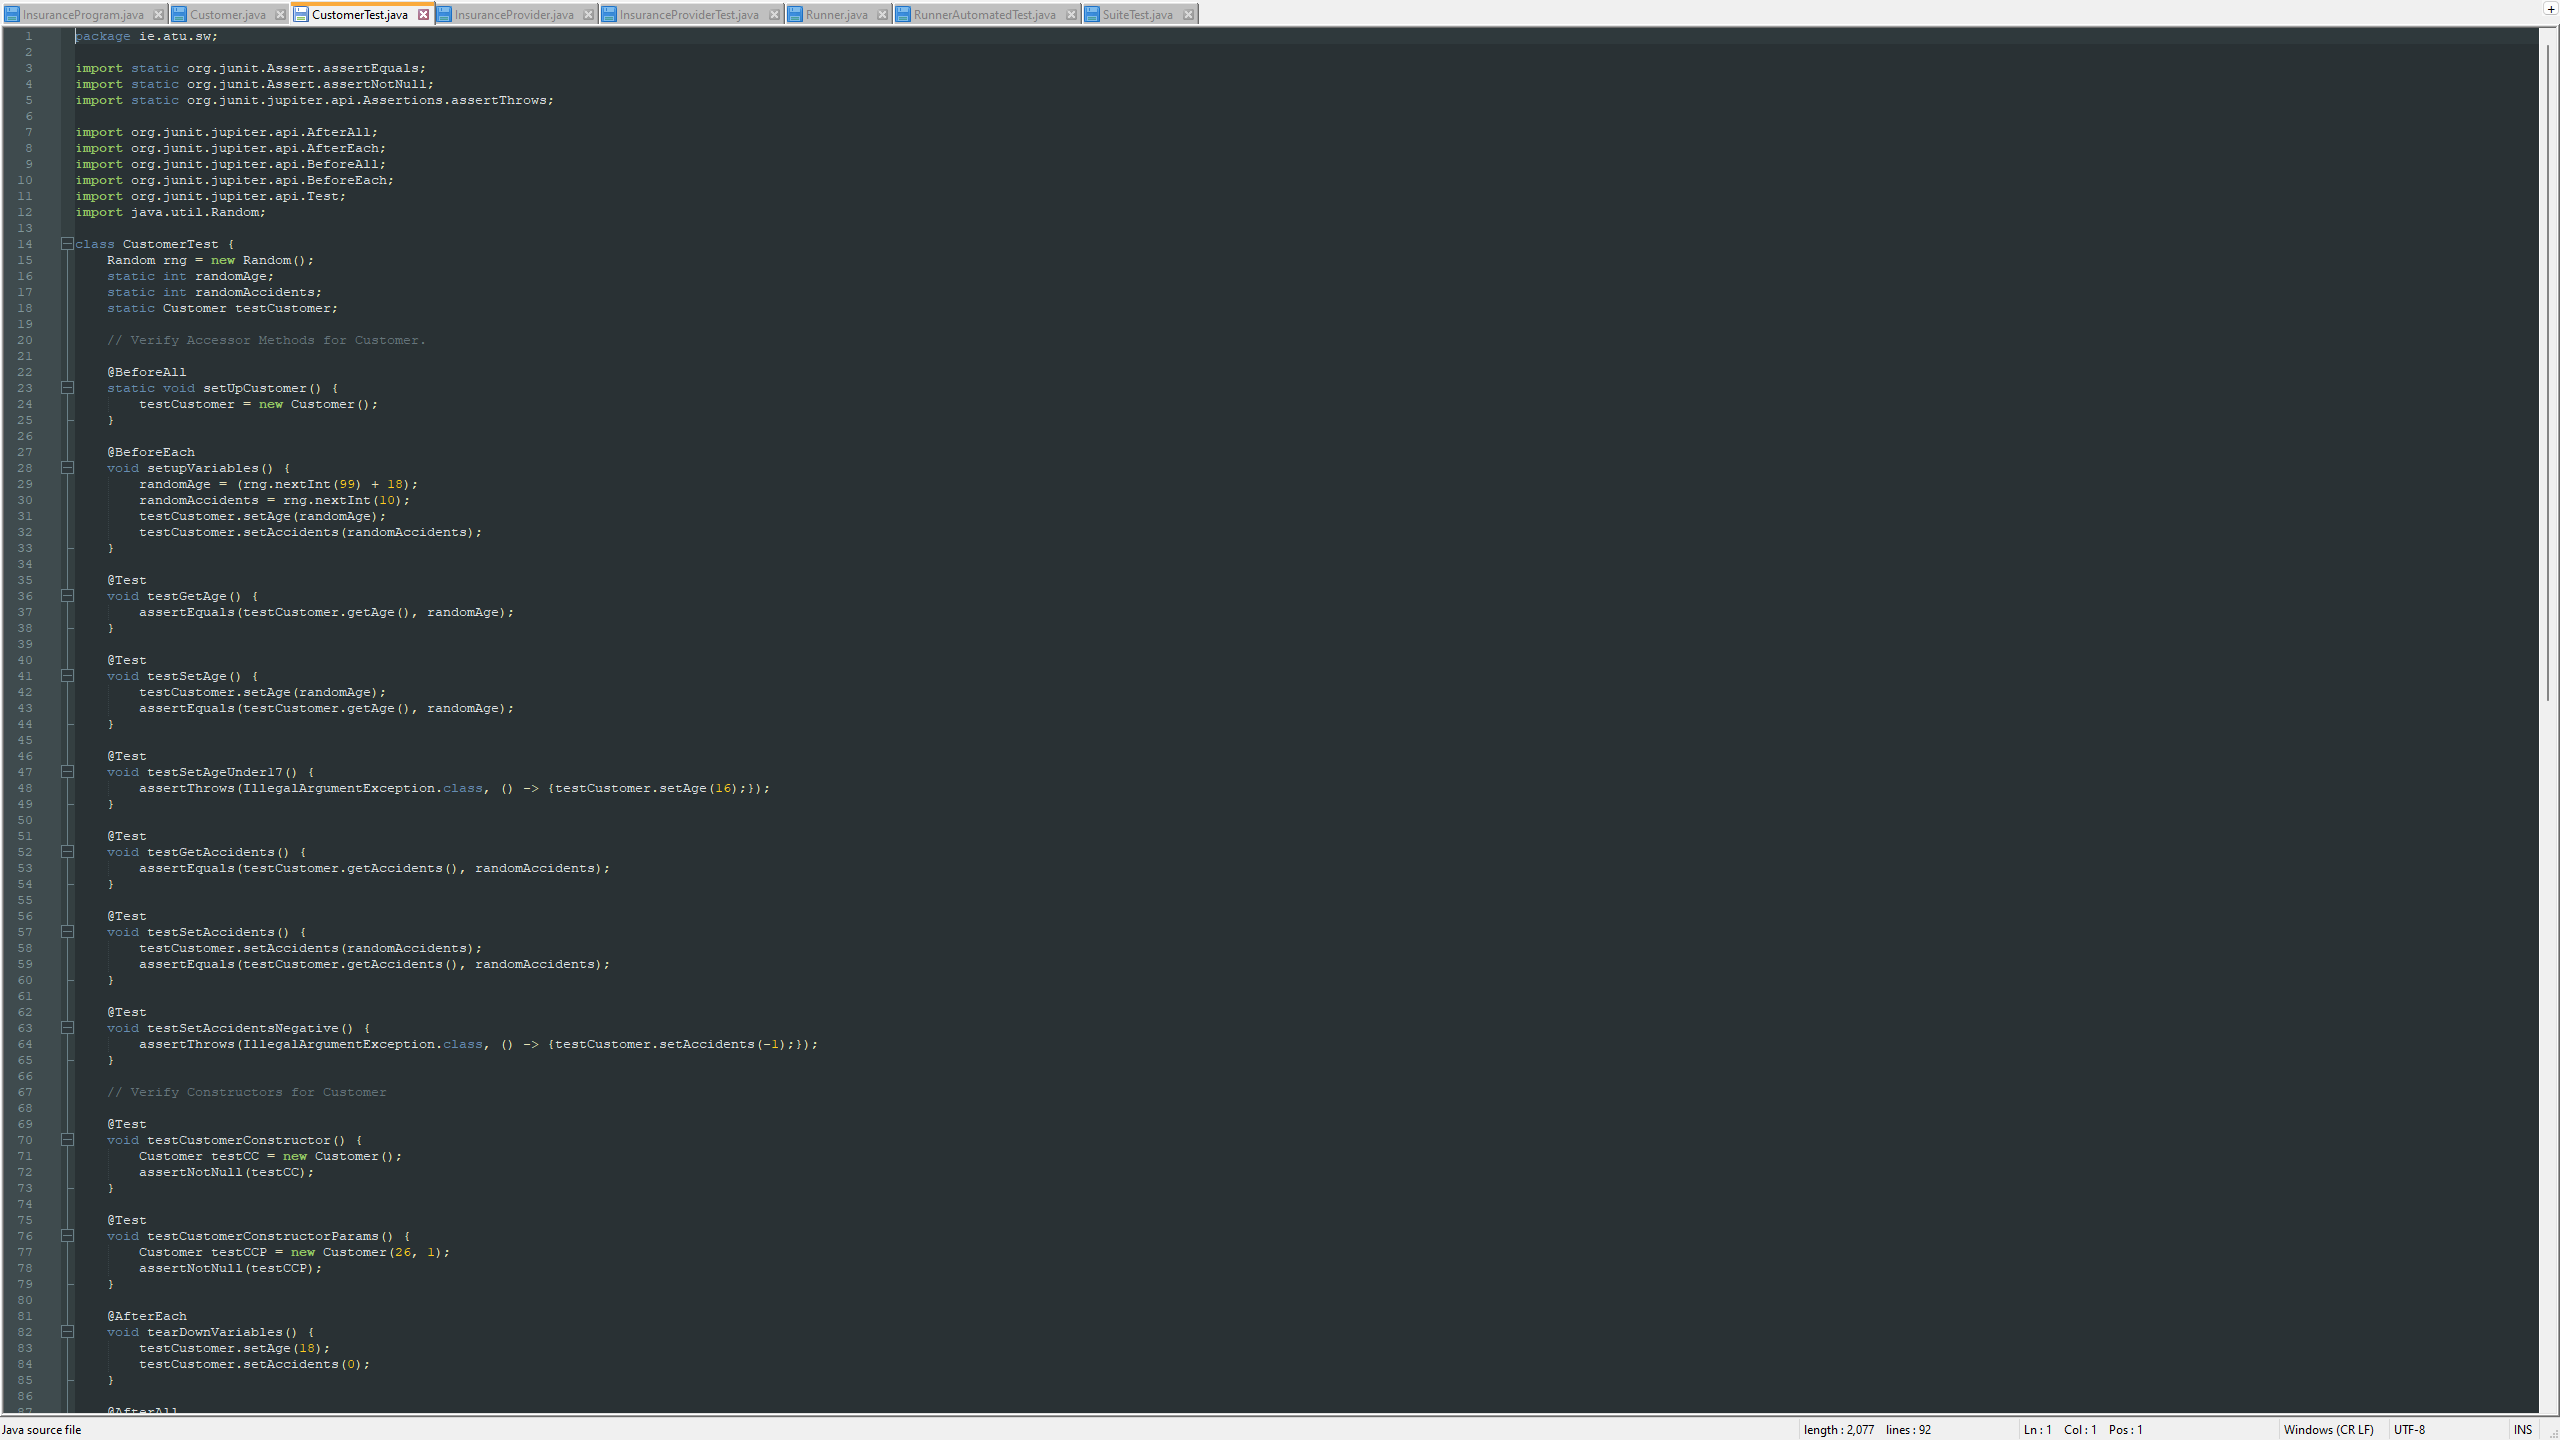 InsuranceProgram.java Customer.java CustomerTest.java InsuranceProvider.java InsuranceProviderTest.java Runner.java RunnerAutomatedTest.java SuiteTest.java +
1 package ie.atu.sw;
2
3 import static org.junit.Assert.assertEquals;
4 import static org.junit.Assert.assertNotNull;
5 import static org.junit.jupiter.api.Assertions.assertThrows;
6
7 import org.junit.jupiter.api.AfterAll;
8 import org.junit.jupiter.api.AfterEach;
9 import org.junit.jupiter.api.BeforeAll;
10 import org.junit.jupiter.api.BeforeEach;
11 import org.junit.jupiter.api.Test;
12 import java.util.Random;
13
14 class CustomerTest {
15     Random rng = new Random();
16     static int randomAge;
17     static int randomAccidents;
18     static Customer testCustomer;
19
20     // Verify Accessor Methods for Customer.
21
22     @BeforeAll
23     static void setUpCustomer() {
24         testCustomer = new Customer();
25     }
26
27     @BeforeEach
28     void setupVariables() {
29         randomAge = (rng.nextInt(99) + 18);
30         randomAccidents = rng.nextInt(10);
31         testCustomer.setAge(randomAge);
32         testCustomer.setAccidents(randomAccidents);
33     }
34
35     @Test
36     void testGetAge() {
37         assertEquals(testCustomer.getAge(), randomAge);
38     }
39
40     @Test
41     void testSetAge() {
42         testCustomer.setAge(randomAge);
43         assertEquals(testCustomer.getAge(), randomAge);
44     }
45
46     @Test
47     void testSetAgeUnder17() {
48         assertThrows(IllegalArgumentException.class, () -> {testCustomer.setAge(16);});
49     }
50
51     @Test
52     void testGetAccidents() {
53         assertEquals(testCustomer.getAccidents(), randomAccidents);
54     }
55
56     @Test
57     void testSetAccidents() {
58         testCustomer.setAccidents(randomAccidents);
59         assertEquals(testCustomer.getAccidents(), randomAccidents);
60     }
61
62     @Test
63     void testSetAccidentsNegative() {
64         assertThrows(IllegalArgumentException.class, () -> {testCustomer.setAccidents(-1);});
65     }
66
67     // Verify Constructors for Customer
68
69     @Test
70     void testCustomerConstructor() {
71         Customer testCC = new Customer();
72         assertNotNull(testCC);
73     }
74
75     @Test
76     void testCustomerConstructorParams() {
77         Customer testCCP = new Customer(26, 1);
78         assertNotNull(testCCP);
79     }
80
81     @AfterEach
82     void tearDownVariables() {
83         testCustomer.setAge(18);
84         testCustomer.setAccidents(0);
85     }
86
87     @AfterAll
Java source file length : 2,077 lines : 92 Ln : 1 Col : 1 Pos : 1 Windows (CR LF) UTF-8 INS